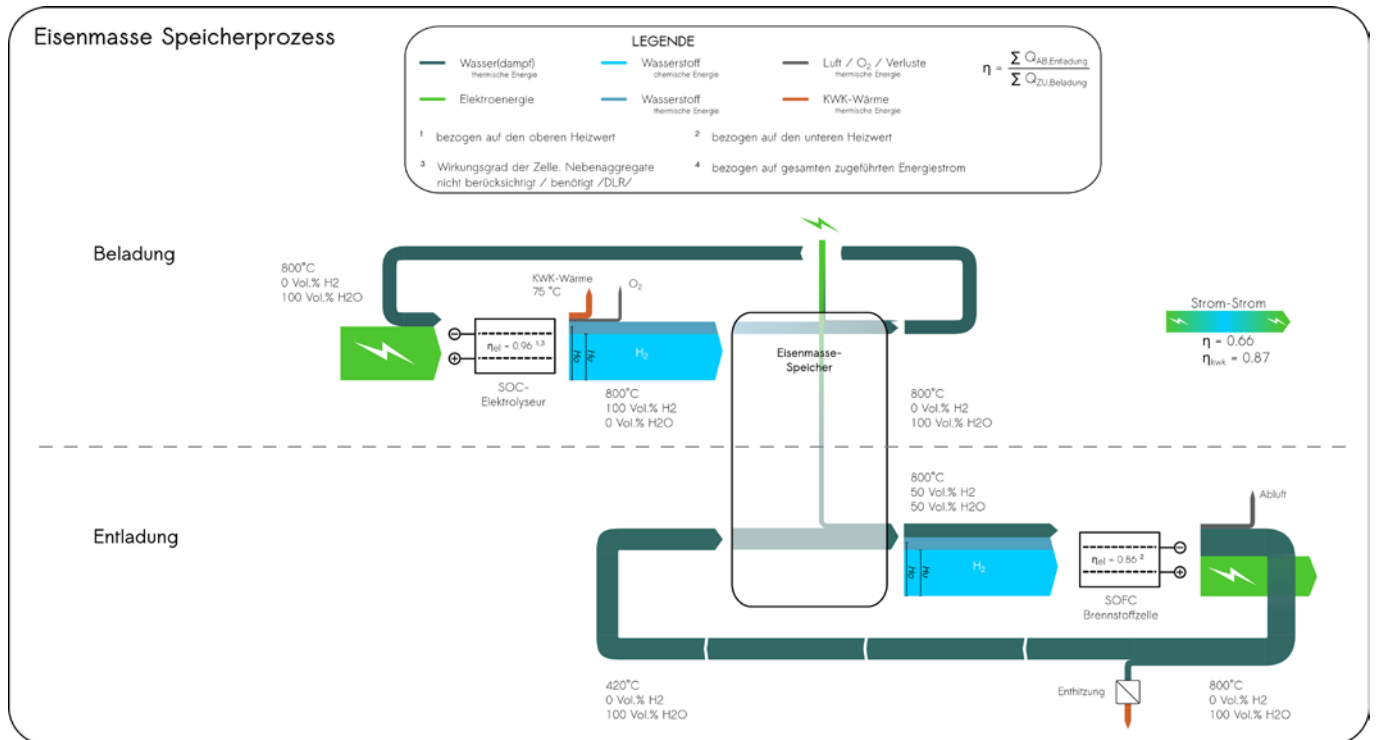 Eisenmasse Speicherprozess
LEGENDE
Wasser(dampf)
thermische Energie
Wasserstoff
chemische Energie
Luft / O₂ / Verluste
thermische Energie
η = Σ Q_AB,Entladung / Σ Q_ZU,Beladung
Elektroenergie
Wasserstoff
thermische Energie
KWK-Wärme
thermische Energie
¹ bezogen auf den oberen Heizwert
² bezogen auf den unteren Heizwert
³ Wirkungsgrad der Zelle. Nebenaggregate
nicht berücksichtigt / benötigt /DLR/
⁴ bezogen auf gesamten zugeführten Energiestrom
Beladung
800°C
0 Vol.% H2
100 Vol.% H2O
KWK-Wärme
75 °C
O₂
ηel = 0.96 ¹,³
SOC-
Elektrolyseur
Ho
Hu
H₂
800°C
100 Vol.% H2
0 Vol.% H2O
Eisenmasse-
Speicher
800°C
0 Vol.% H2
100 Vol.% H2O
Strom-Strom
η = 0.66
ηkwk = 0.87
Entladung
800°C
50 Vol.% H2
50 Vol.% H2O
Ho
Hu
H₂
ηel = 0.86 ²
SOFC
Brennstoffzelle
Abluft
420°C
0 Vol.% H2
100 Vol.% H2O
Enthitzung
800°C
0 Vol.% H2
100 Vol.% H2O